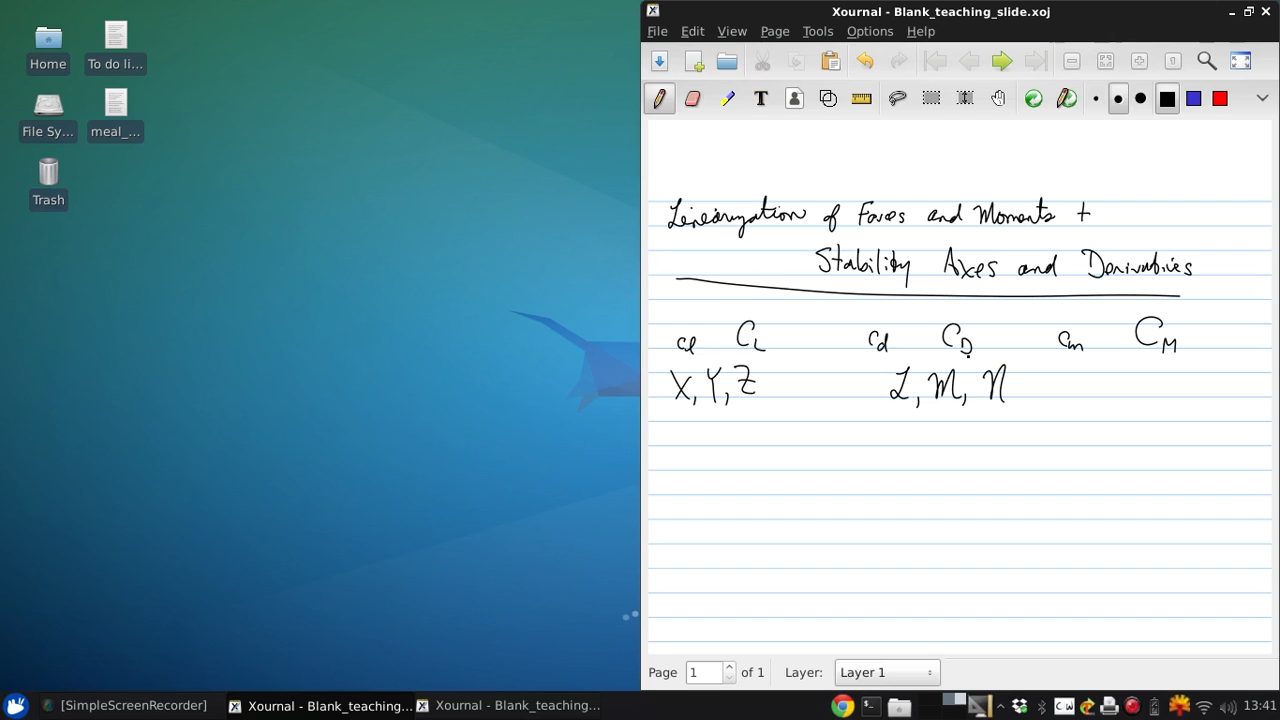 Xournal - Blank_teaching_slide.xoj
File Edit View Page Tools Options Help
Home
To do li...
File Sy...
meal_...
Trash
Linearization of Forces and Moments +
Stability Axes and Derivatives
cl CL cd CD cm CM
X, Y, Z L, M, N
Page 1 of 1 Layer: Layer 1
[SimpleScreenRecorder] Xournal - Blank_teaching... Xournal - Blank_teaching... 13:41